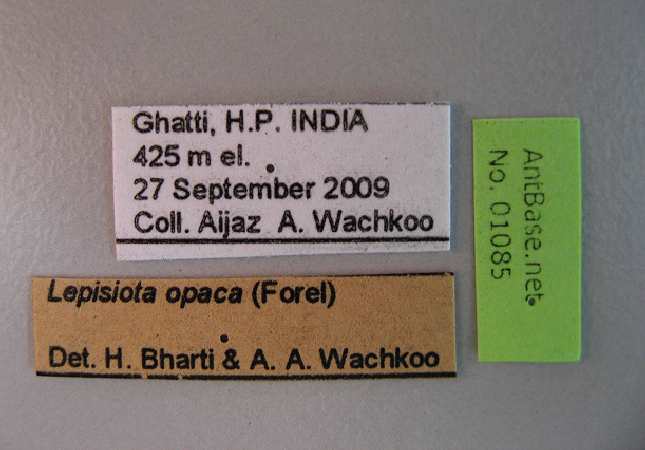 Ghatti, H.P. INDIA
425 m el.
27 September 2009
Coll. Aijaz A. Wachkoo
Lepisiota opaca (Forel)
Det. H. Bharti & A. A. Wachkoo
AntBase.net
No. 01085